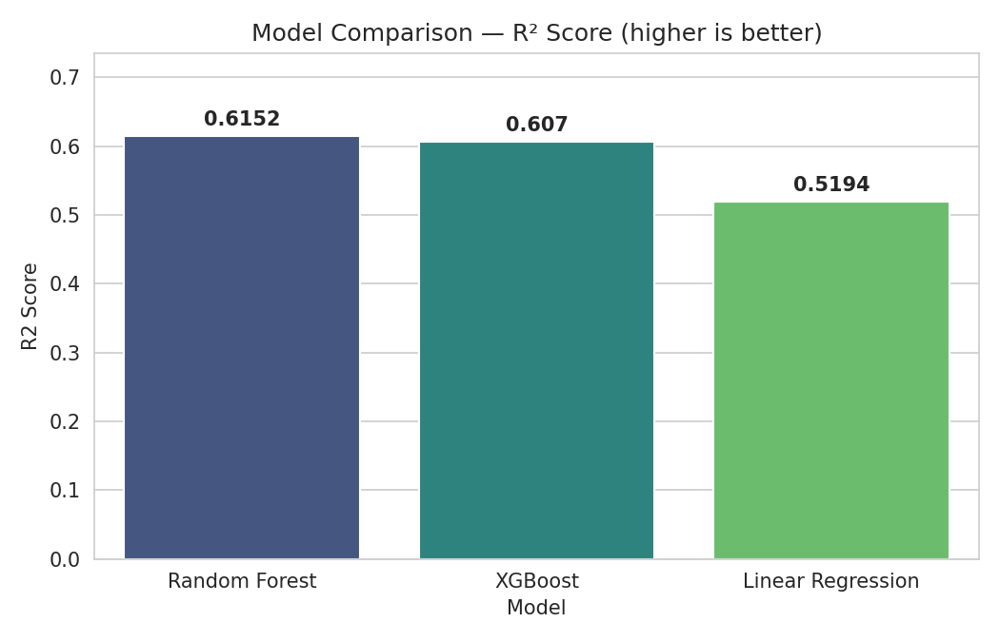 Model Comparison — R² Score (higher is better)
0.7
0.6
0.5
0.4
0.3
0.2
0.1
0.0
R2 Score
0.6152
0.607
0.5194
Random Forest
XGBoost
Linear Regression
Model